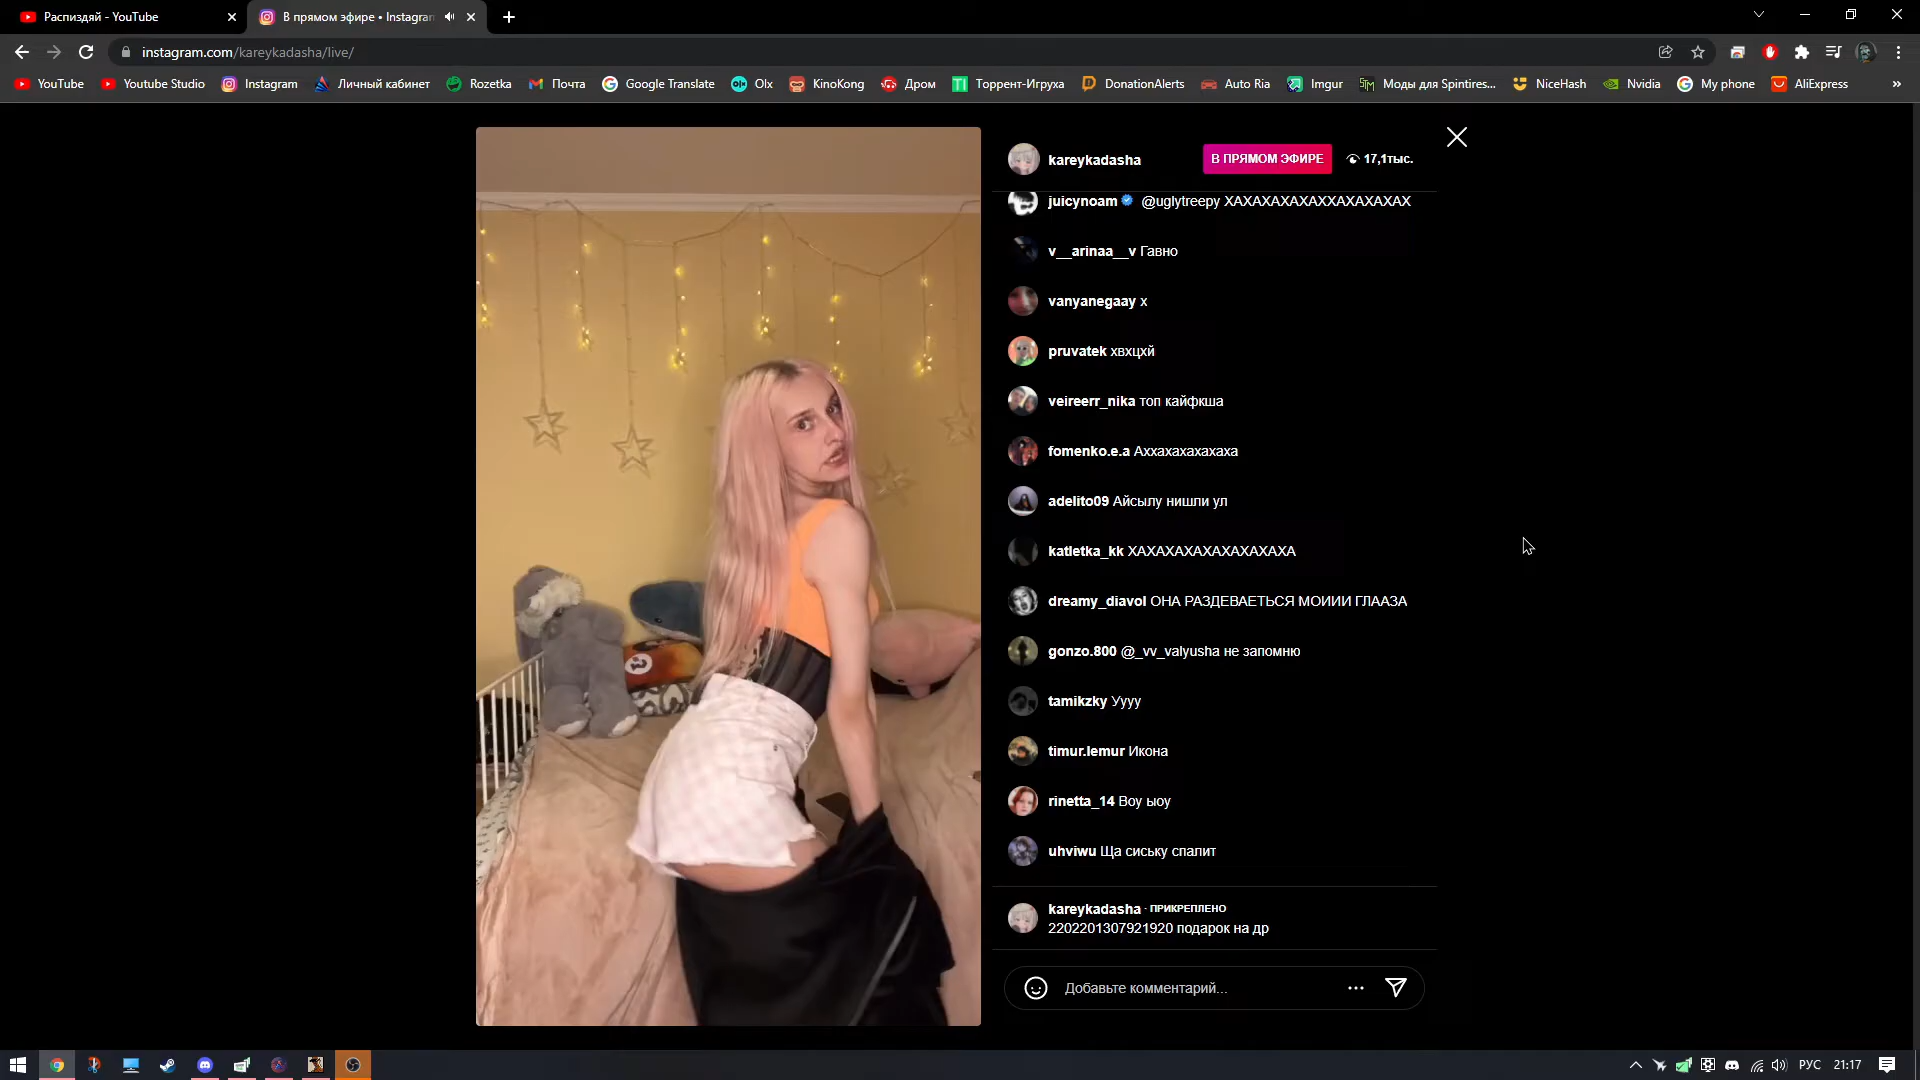 Распиздяй - YouTube
В прямом эфире • Instagram
instagram.com/kareykadasha/live/
YouTube
Youtube Studio
Instagram
Личный кабинет
Rozetka
Почта
Google Translate
Olx
KinoKong
Дром
Торрент-Игруха
DonationAlerts
Auto Ria
Imgur
Моды для Spintires...
NiceHash
Nvidia
My phone
AliExpress
kareykadasha
В ПРЯМОМ ЭФИРЕ
17,1тыс.
juicynoam @uglytreepy ХАХАХАХАХАХХАХАХАХАХ
v__arinaa__v Гавно
vanyanegaay х
pruvatek хвхцхй
veireerr_nika топ кайфкша
fomenko.e.a Аххахахахахаха
adelito09 Айсылу нишли ул
katletka_kk ХАХАХАХАХАХАХАХАХА
dreamy_diavol ОНА РАЗДЕВАЕТЬСЯ МОИИИ ГЛААЗА
gonzo.800 @_vv_valyusha не запомню
tamikzky Уууу
timur.lemur Икона
rinetta_14 Воу ыоу
uhviwu Ща сиську спалит
kareykadasha · ПРИКРЕПЛЕНО
2202201307921920 подарок на др
Добавьте комментарий...
РУС
21:17